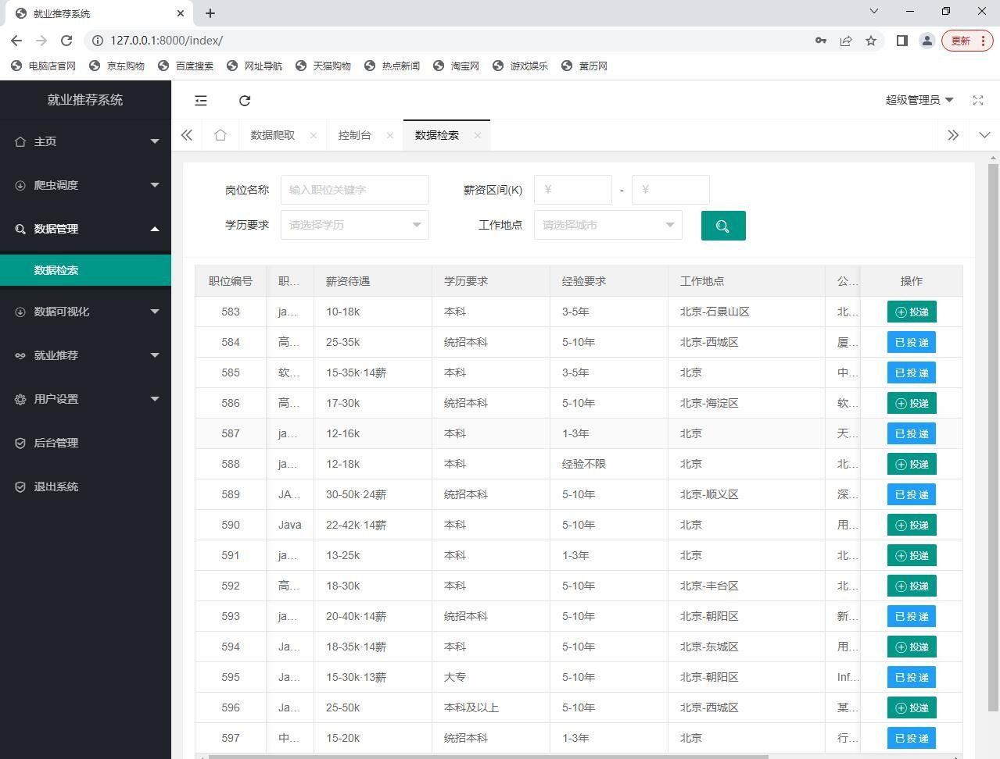 就业推荐系统
127.0.0.1:8000/index/
更新
电脑店官网 京东购物 百度搜索 网址导航 天猫购物 热点新闻 淘宝网 游戏娱乐 黄历网
就业推荐系统
超级管理员
主页
爬虫调度
数据管理
数据检索
数据可视化
就业推荐
用户设置
后台管理
退出系统
数据爬取 控制台 数据检索
岗位名称 输入职位关键字 薪资区间(K) ¥ - ¥
学历要求 请选择学历 工作地点 请选择城市
职位编号 职... 薪资待遇 学历要求 经验要求 工作地点 公... 操作
583 ja... 10-18k 本科 3-5年 北京-石景山区 北... 投递
584 高... 25-35k 统招本科 5-10年 北京-西城区 厦... 已投递
585 软... 15-35k·14薪 本科 3-5年 北京 中... 已投递
586 高... 17-30k 统招本科 5-10年 北京-海淀区 软... 投递
587 ja... 12-16k 本科 1-3年 北京 天... 已投递
588 ja... 12-18k 本科 经验不限 北京 北... 投递
589 JA... 30-50k·24薪 统招本科 5-10年 北京-顺义区 深... 已投递
590 Java 22-42k·14薪 本科 5-10年 北京 用... 投递
591 ja... 13-25k 本科 1-3年 北京 北... 投递
592 高... 18-30k 本科 5-10年 北京-丰台区 北... 投递
593 ja... 20-40k·14薪 统招本科 5-10年 北京-朝阳区 新... 已投递
594 Ja... 18-35k·14薪 本科 5-10年 北京-东城区 用... 投递
595 Ja... 15-30k·13薪 大专 5-10年 北京-朝阳区 Inf... 已投递
596 Ja... 25-50k 本科及以上 5-10年 北京-西城区 某... 投递
597 中... 15-20k 统招本科 1-3年 北京 行... 已投递